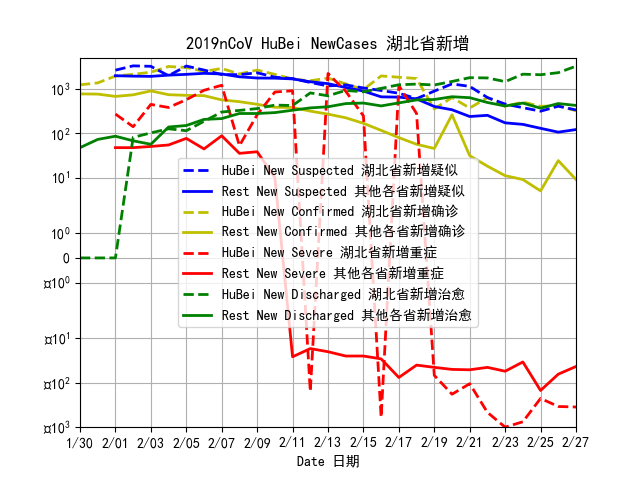 2019nCoV HuBei NewCases 湖北省新增
10³
10²
10¹
10⁰
0
¤10⁰
¤10¹
¤10²
¤10³
HuBei New Suspected 湖北省新增疑似
Rest New Suspected 其他各省新增疑似
HuBei New Confirmed 湖北省新增确诊
Rest New Confirmed 其他各省新增确诊
HuBei New Severe 湖北省新增重症
Rest New Severe 其他各省新增重症
HuBei New Discharged 湖北省新增治愈
Rest New Discharged 其他各省新增治愈
1/30 2/01 2/03 2/05 2/07 2/09 2/11 2/13 2/15 2/17 2/19 2/21 2/23 2/25 2/27
Date 日期